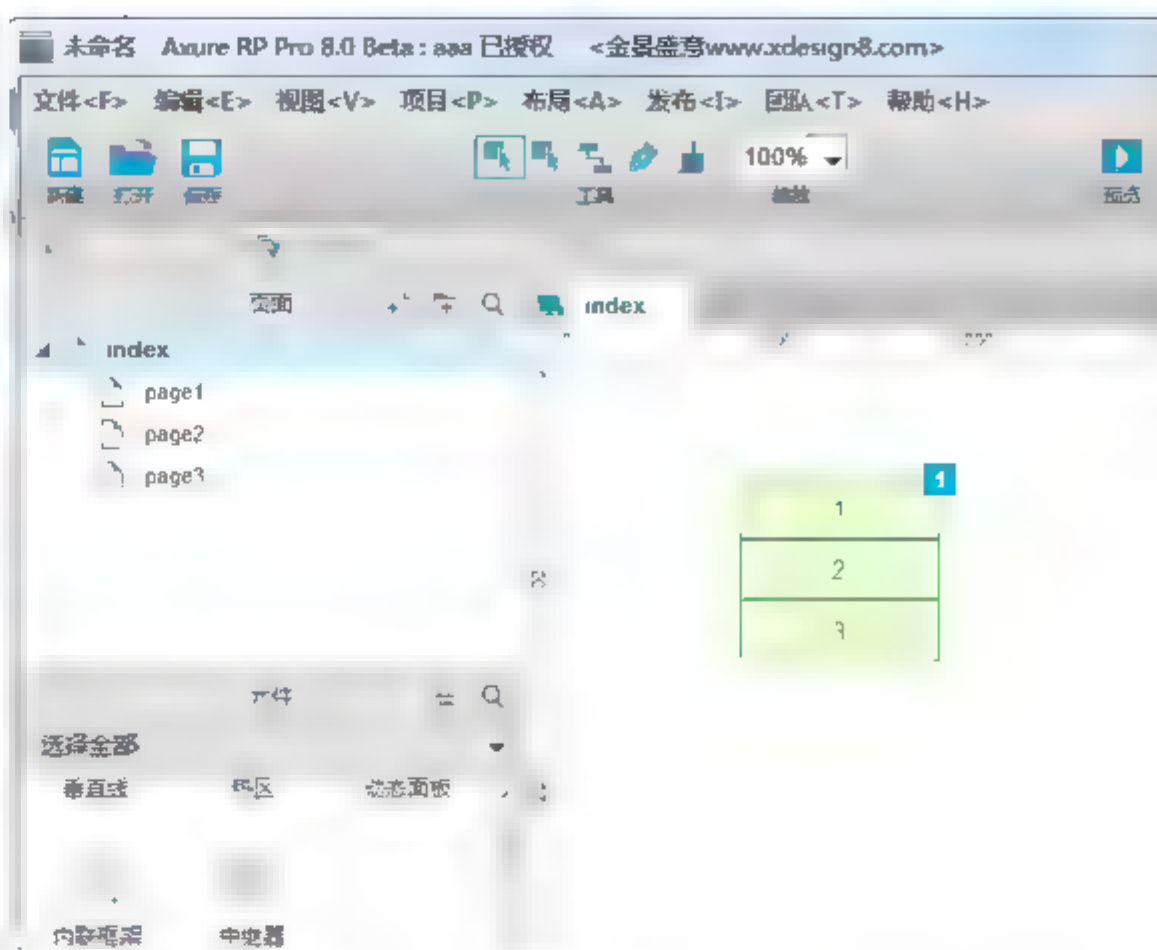 未命名 Axure RP Pro 8.0 Beta : aaa 已授权 <金昊盛意www.xdesign8.com>
文件<F> 编辑<E> 视图<V> 项目<P> 布局<A> 发布<I> 团队<T> 帮助<H>
100%
新建 打开 保存 工具 缩放
页面 index
index
page1
page2
page3
1
1
2
3
元件
选择全部
垂直线 热区 动态面板
内联框架 中继器